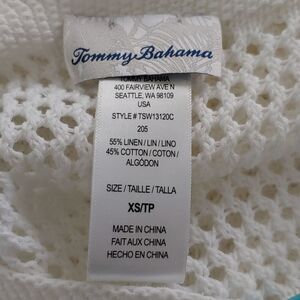 Tommy Bahama
TOMMY BAHAMA
400 FAIRVIEW AVE N
SEATTLE, WA 98109
USA
STYLE # TSW13120C
205
55% LINEN / LIN / LINO
45% COTTON / COTON /
ALGODÓN
SIZE / TAILLE / TALLA
XS/TP
MADE IN CHINA
FAIT AUX CHINA
HECHO EN CHINA